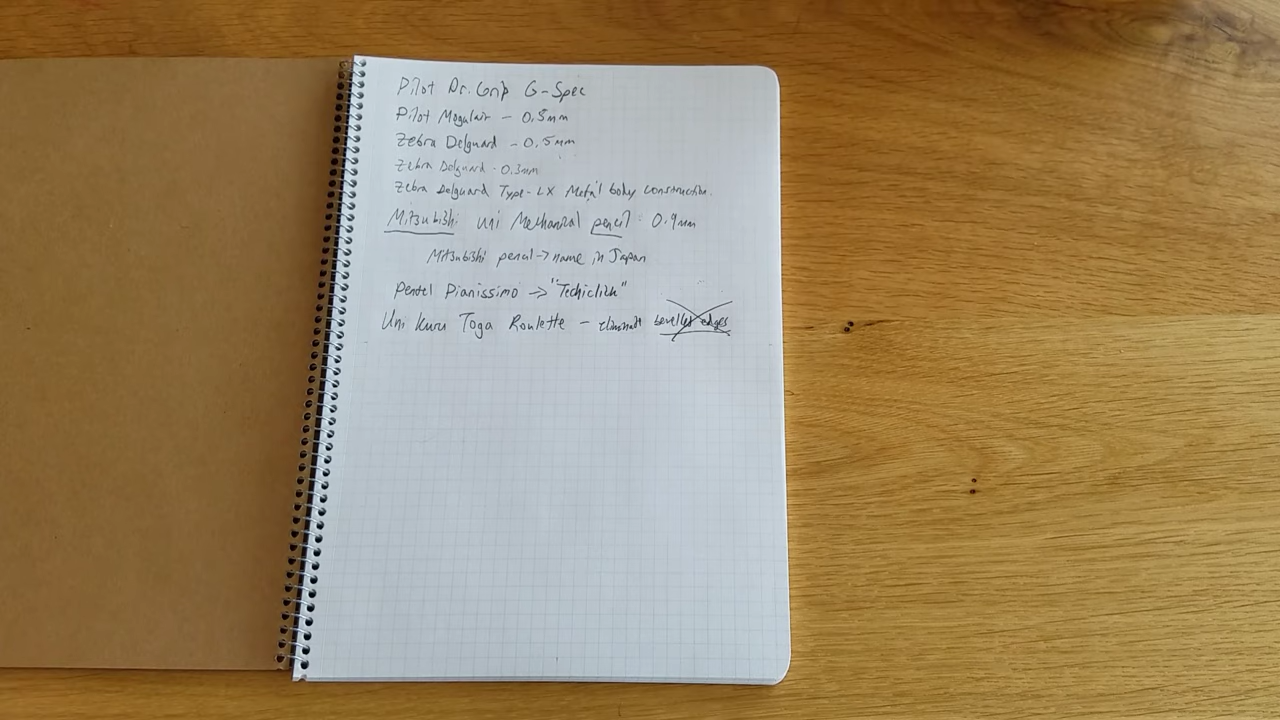 Pilot Dr. Grip G-Spec
Pilot Mogulair - 0.5mm
Zebra Delguard - 0.5mm
Zebra Delguard - 0.3mm
Zebra Delguard Type-LX Metal body construction.
Mitsubishi uni Mechanical pencil 0.9mm
Mitsubishi pencil → name in Japan
Pentel Pianissimo → "Techiclick"
Uni Kuru Toga Roulette - eliminate bevelled edges